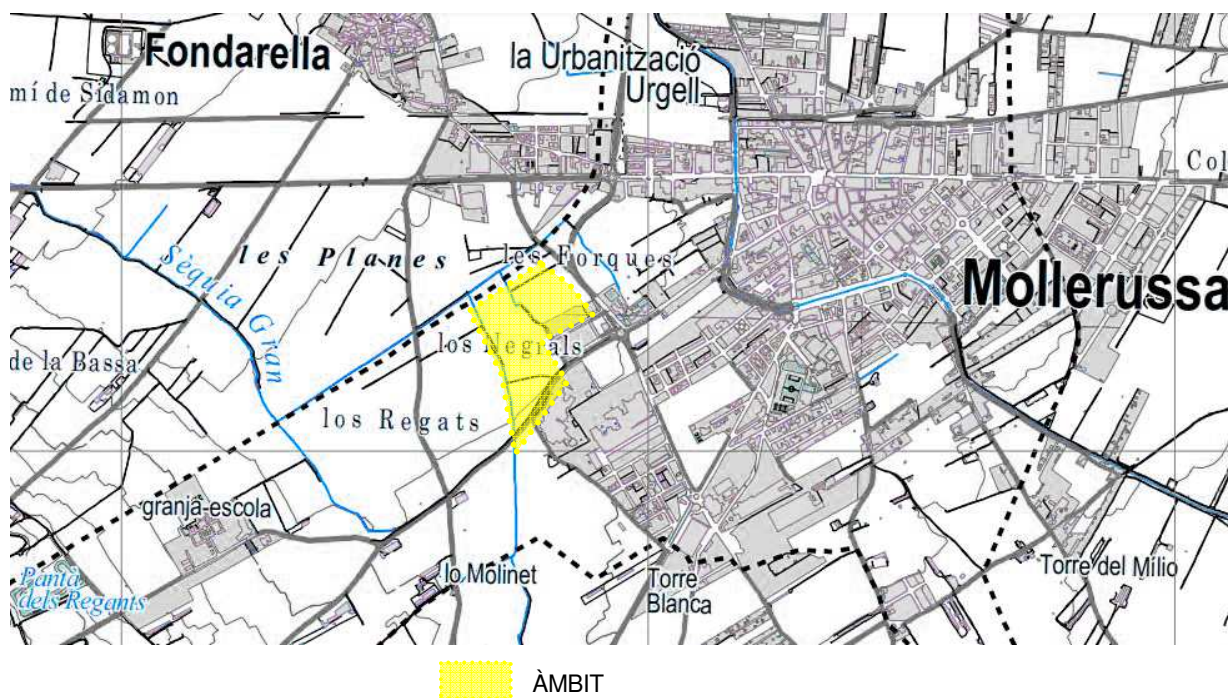 Fondarella
la Urbanització
Urgell
mí de Sidamon
Col
Sèquia Gran
les Planes
les Forques
Mollerussa
de la Bassa
los Negrals
los Regats
granja-escola
Pantà
dels Regants
lo Molinet
Torre
Blanca
Torre del Milio
ÀMBIT